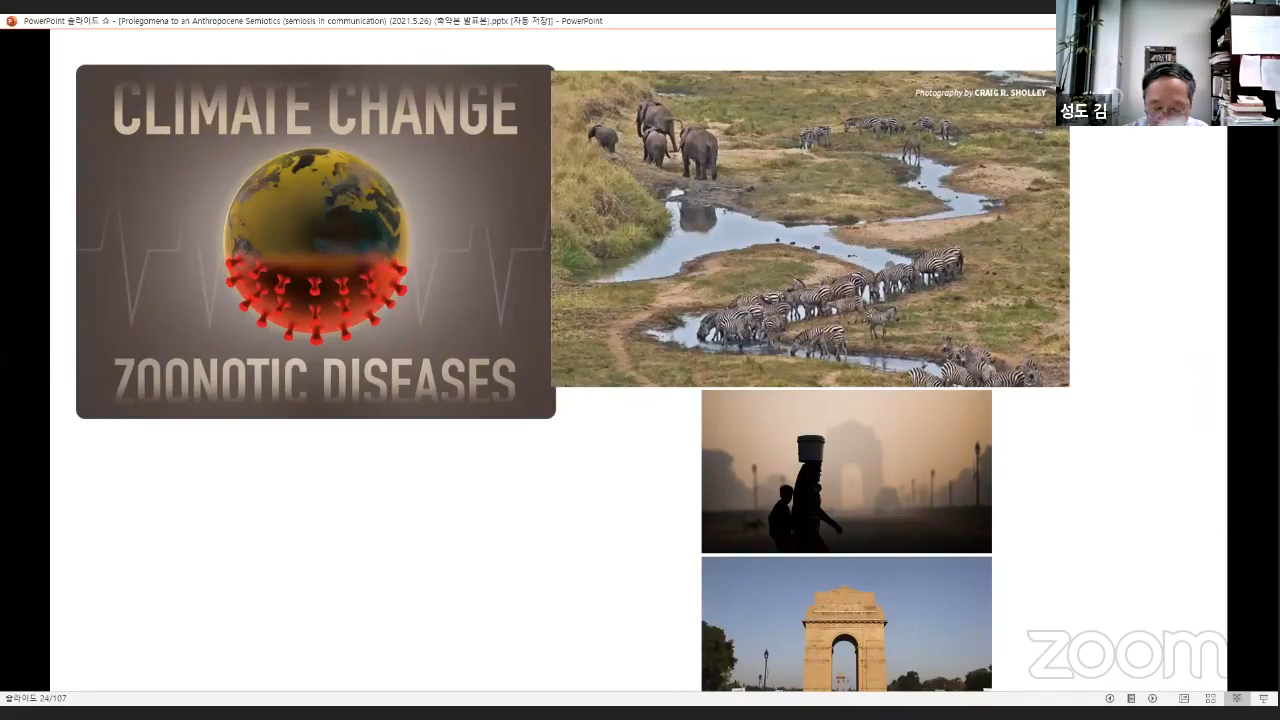 PowerPoint 슬라이드 쇼 - [Prolegomena to an Anthropocene Semiotics (semiosis in communication) (2021.5.26) (축약본 발표본).pptx [자동 저장]] - PowerPoint
CLIMATE CHANGE
Photography by CRAIG R. SHOLLEY
성도 김
ZOONOTIC DISEASES
zoom
슬라이드 24/107